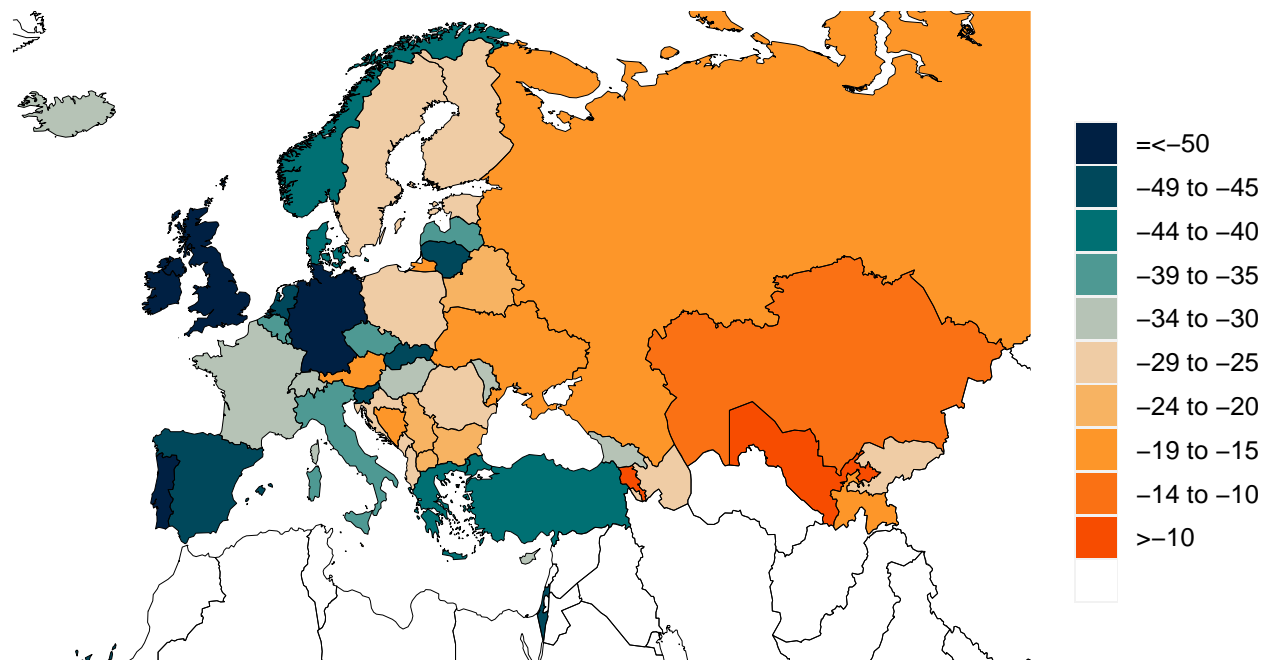 =<−50
−49 to −45
−44 to −40
−39 to −35
−34 to −30
−29 to −25
−24 to −20
−19 to −15
−14 to −10
>−10